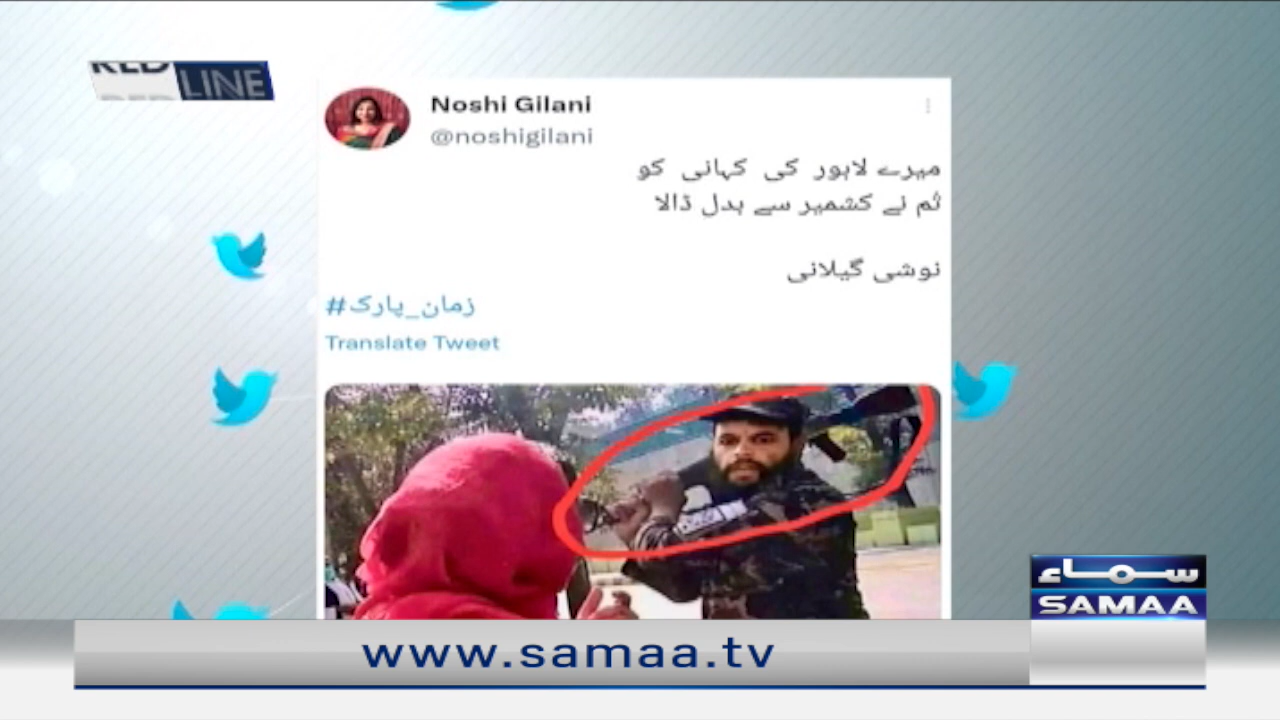 RED LINE
Noshi Gilani
@noshigilani
میرے لاہور کی کہانی کو
تُم نے کشمیر سے بدل ڈالا
نوشی گیلانی
#زمان_پارک
Translate Tweet
سماء
SAMAA
www.samaa.tv